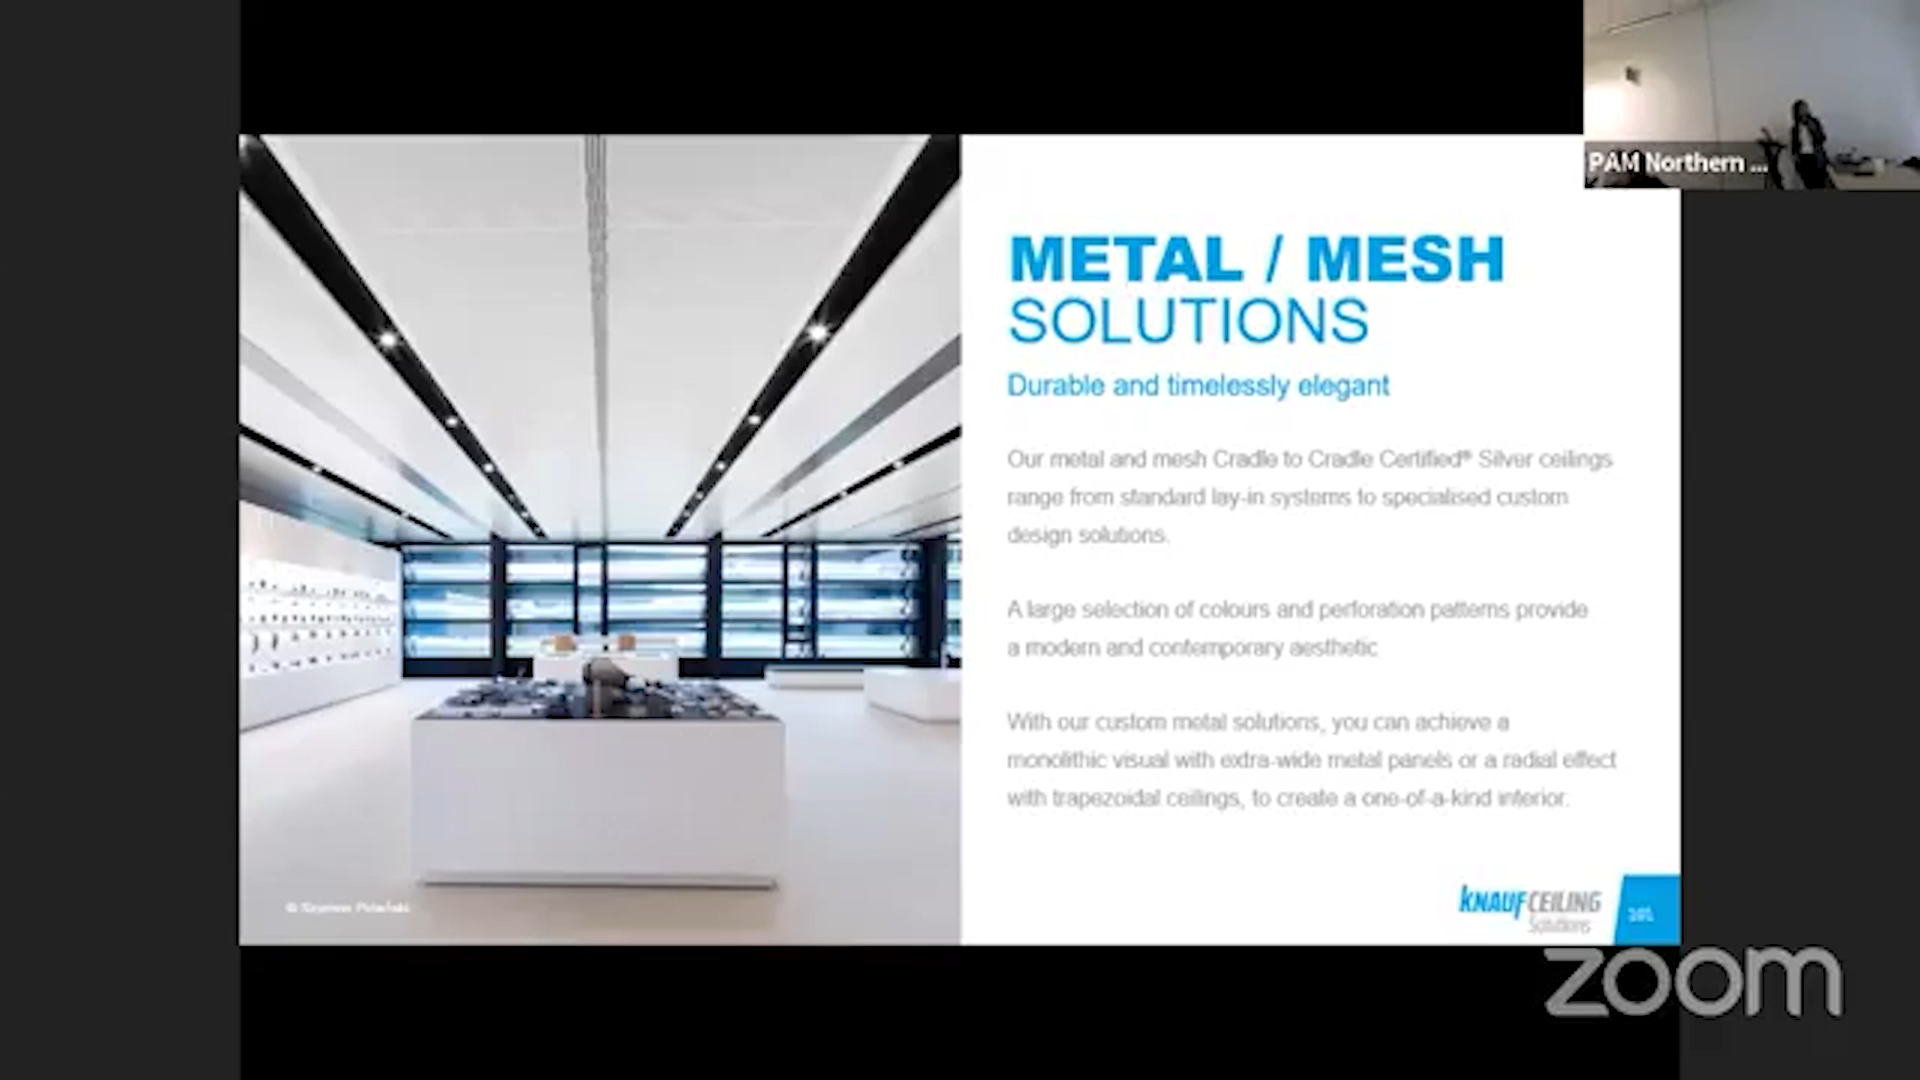 PAM Northern ...
METAL / MESH
SOLUTIONS
Durable and timelessly elegant
Our metal and mesh Cradle to Cradle Certified® Silver ceilings
range from standard lay-in systems to specialised custom
design solutions.
A large selection of colours and perforation patterns provide
a modern and contemporary aesthetic
With our custom metal solutions, you can achieve a
monolithic visual with extra-wide metal panels or a radial effect
with trapezoidal ceilings, to create a one-of-a-kind interior.
KNAUF CEILING
Solutions
zoom